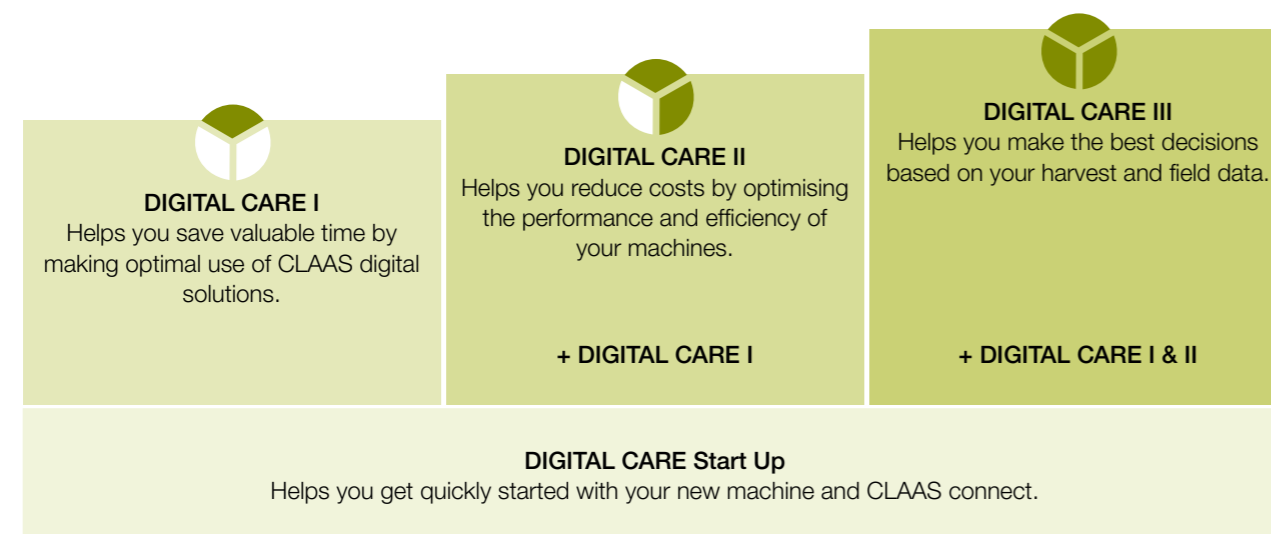 DIGITAL CARE I
Helps you save valuable time by
making optimal use of CLAAS digital
solutions.
DIGITAL CARE II
Helps you reduce costs by optimising
the performance and efficiency of
your machines.
+ DIGITAL CARE I
DIGITAL CARE III
Helps you make the best decisions
based on your harvest and field data.
+ DIGITAL CARE I & II
DIGITAL CARE Start Up
Helps you get quickly started with your new machine and CLAAS connect.